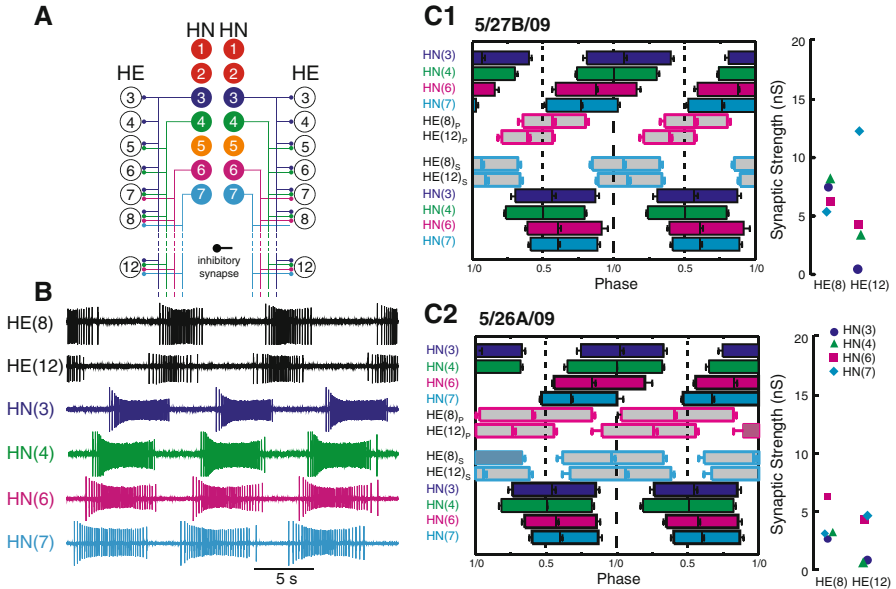 A
HN HN
HE
HE
1 1
2 2
3 3 3 3
4 4 4 4
5 5 5 5
6 6 6 6
7 7 7 7
8 8
12 12
inhibitory
synapse
B
HE(8)
HE(12)
HN(3)
HN(4)
HN(6)
HN(7)
5 s
C1 5/27B/09
HN(3)
HN(4)
HN(6)
HN(7)
HE(8)P
HE(12)P
HE(8)S
HE(12)S
HN(3)
HN(4)
HN(6)
HN(7)
1/0 0.5 1/0 0.5 1/0
Phase
Synaptic Strength (nS)
20
15
10
5
0
HE(8) HE(12)
C2 5/26A/09
HN(3)
HN(4)
HN(6)
HN(7)
HE(8)P
HE(12)P
HE(8)S
HE(12)S
HN(3)
HN(4)
HN(6)
HN(7)
1/0 0.5 1/0 0.5 1/0
Phase
Synaptic Strength (nS)
20
15
10
5
0
HE(8) HE(12)
HN(3)
HN(4)
HN(6)
HN(7)